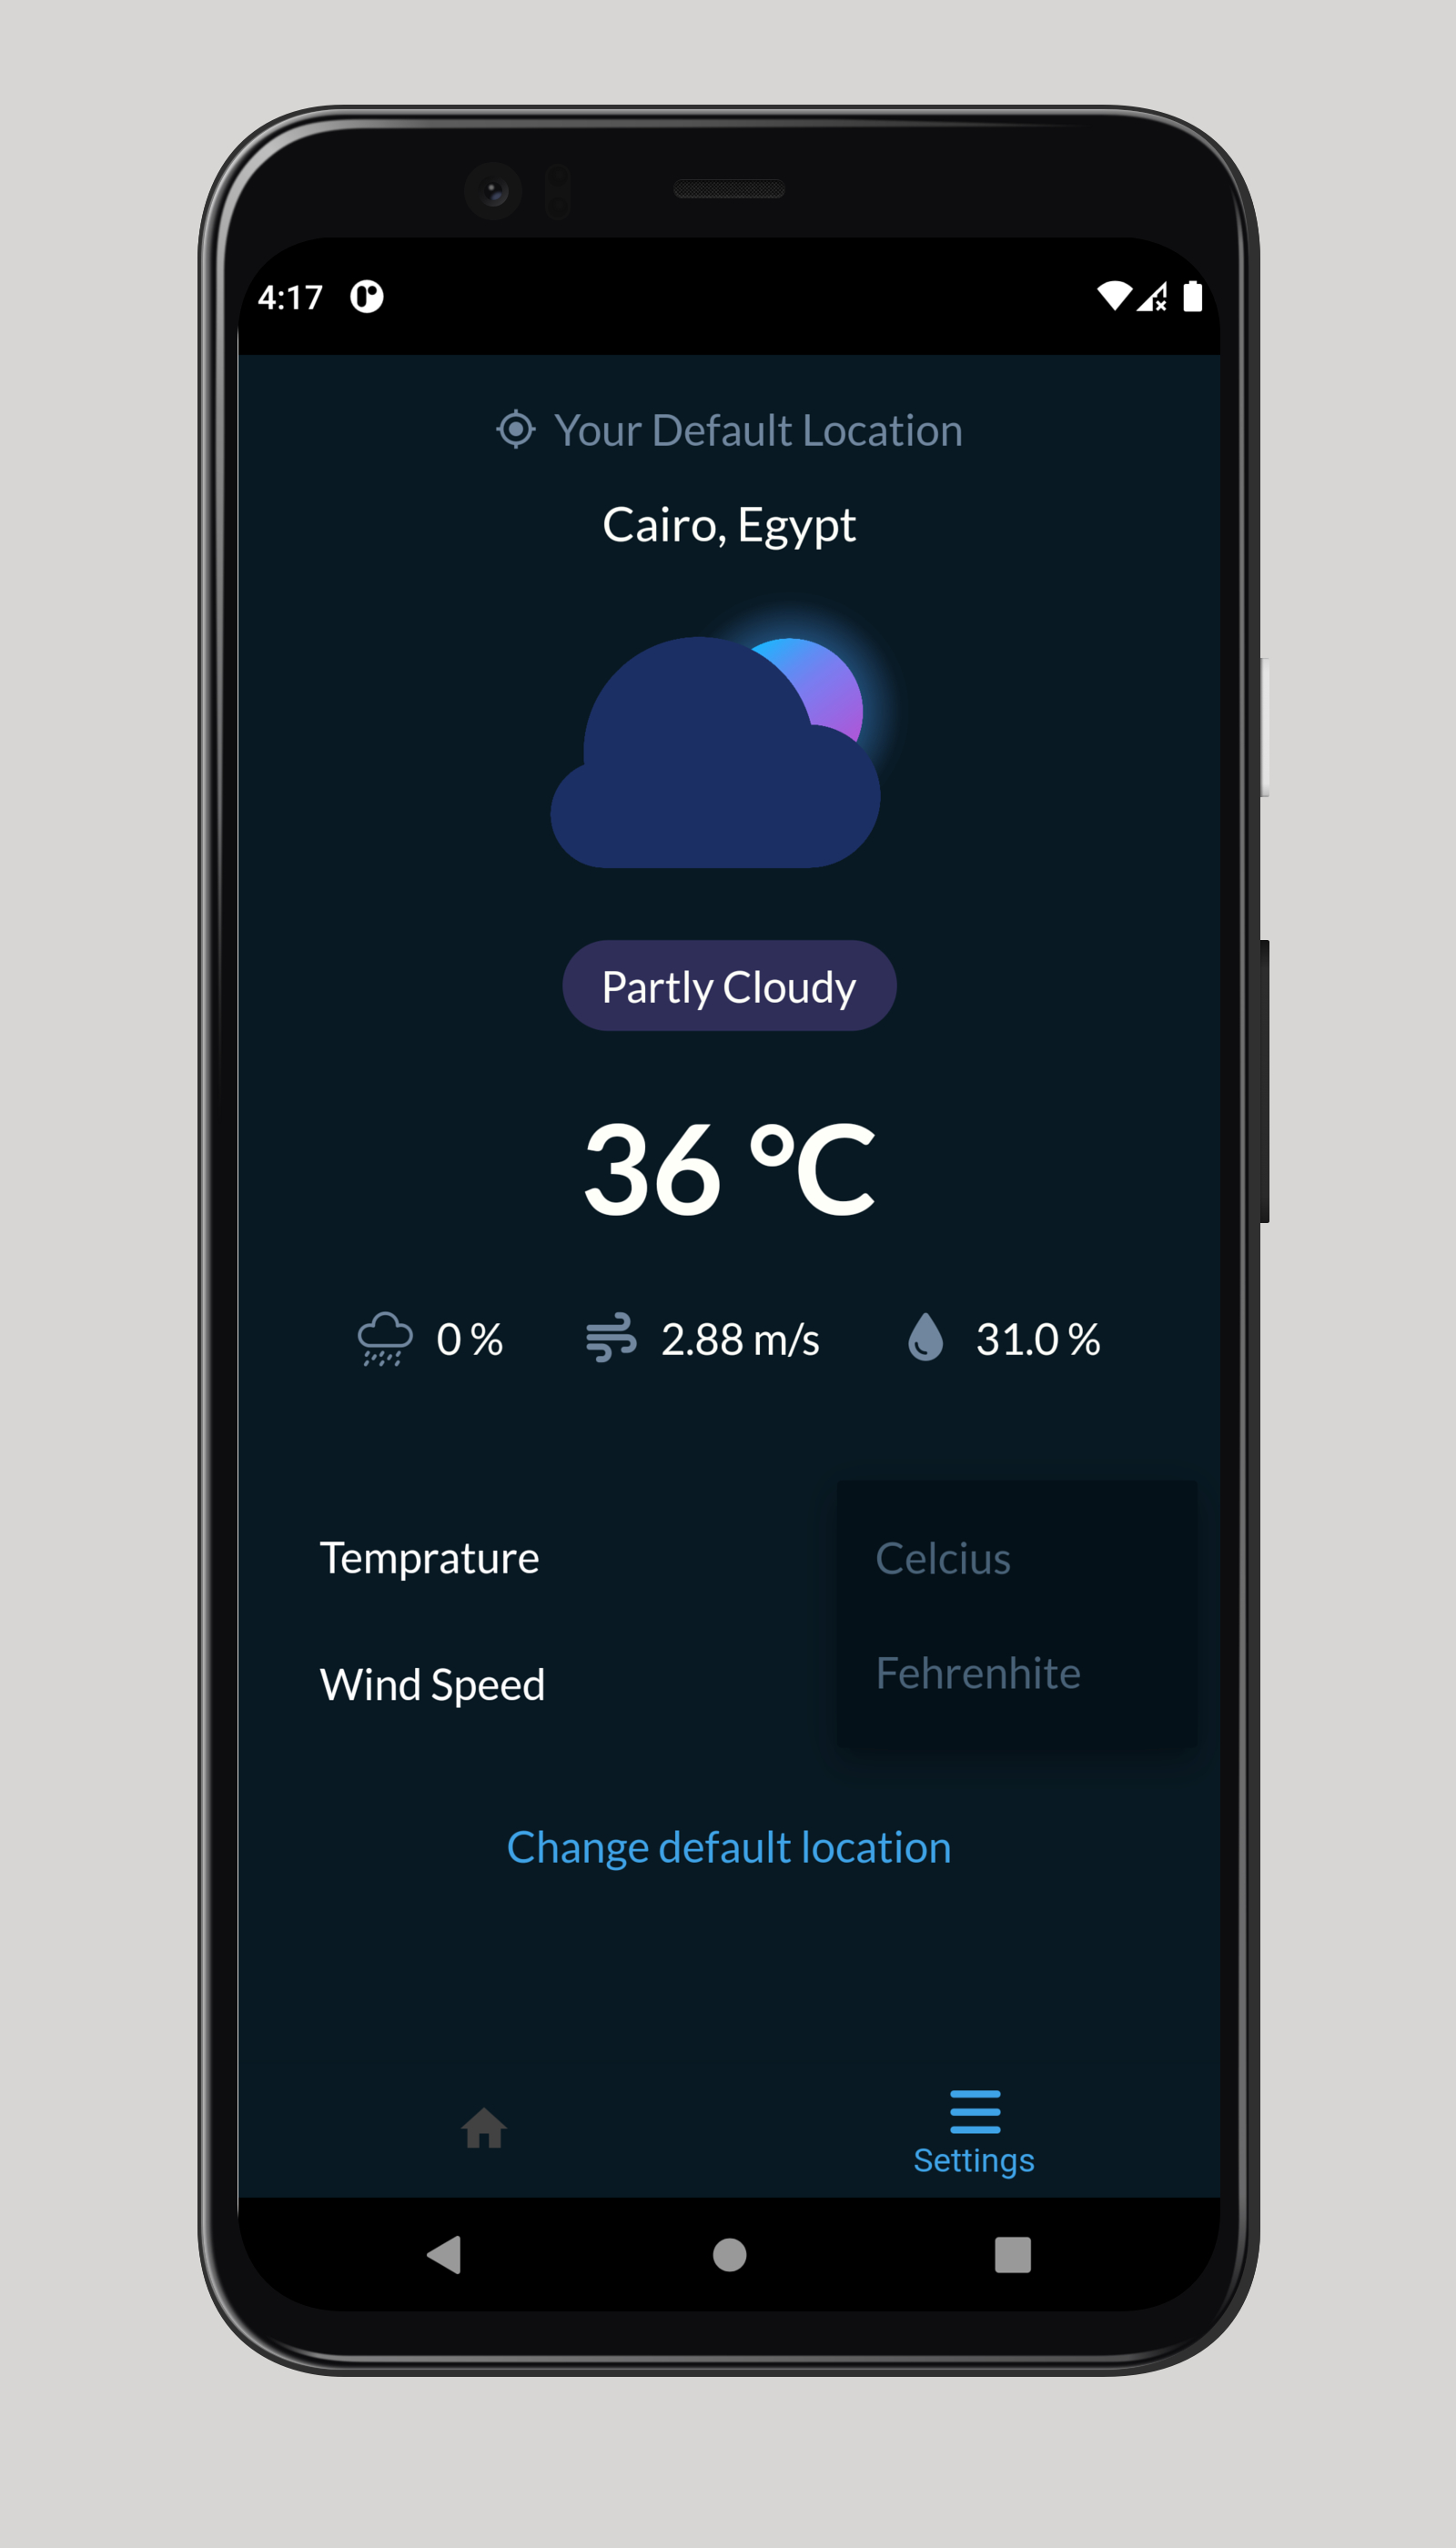 4:17
Your Default Location
Cairo, Egypt
Partly Cloudy
36 °C
0 % 2.88 m/s 31.0 %
Temprature Celcius
Fehrenhite
Wind Speed
Change default location
Settings